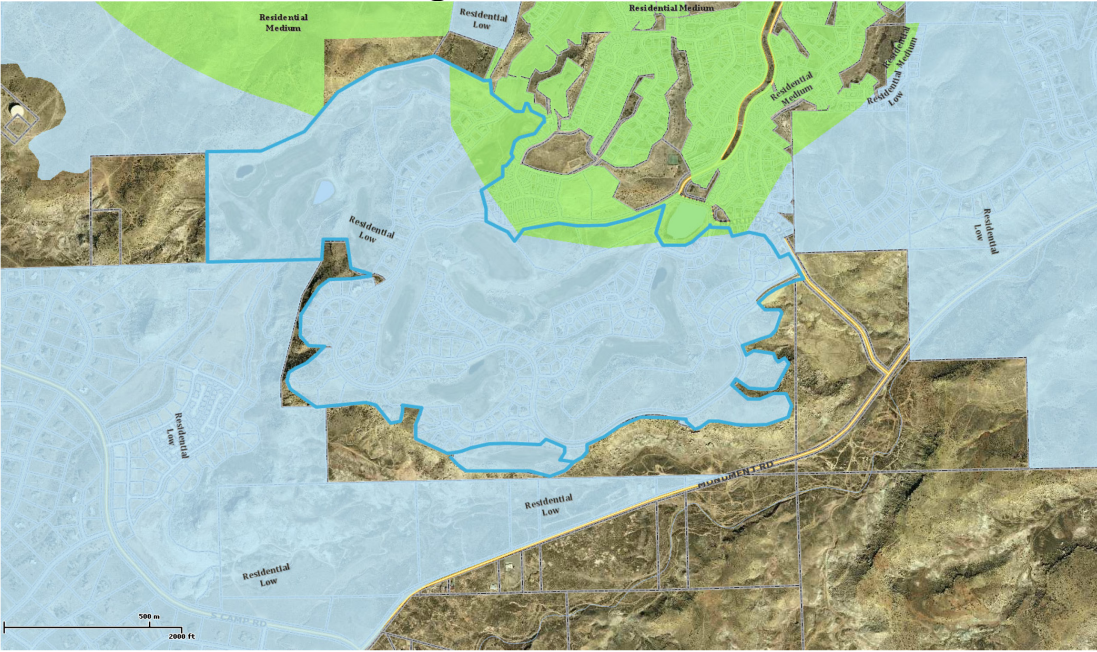 Residential
Medium
Residential
Low
Residential Medium
Residential
Medium
Residential
Medium
Residential
Low
Residential
Low
Residential
Low
Residential
Low
MONUMENT RD
Residential
Low
Residential
Low
S CAMP RD
500 m
2000 ft